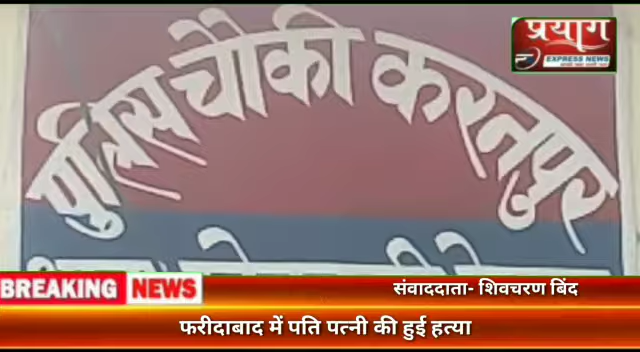 प्रयाग
EXPRESS NEWS
पुलिस चौकी करनपुर
BREAKING NEWS
संवाददाता- शिवचरण बिंद
फरीदाबाद में पति पत्नी की हुई हत्या